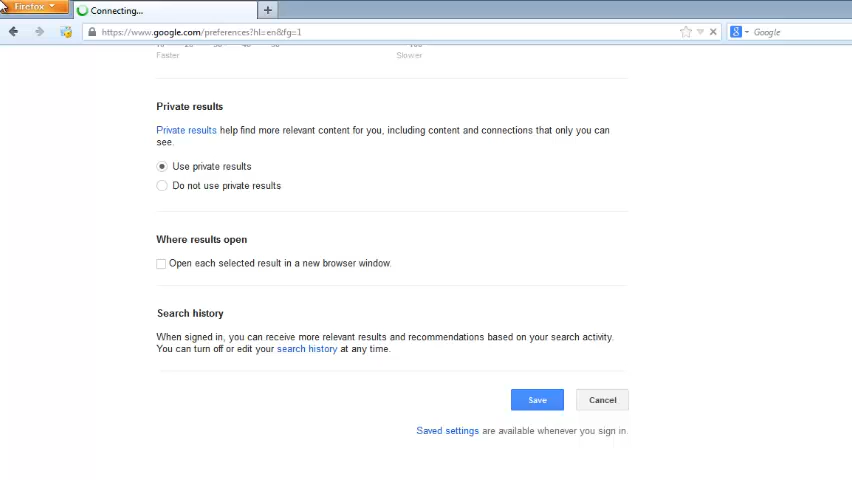 Firefox
Connecting...
https://www.google.com/preferences?hl=en&fg=1
Google
Faster
Slower
Private results
Private results help find more relevant content for you, including content and connections that only you can
see.
Use private results
Do not use private results
Where results open
Open each selected result in a new browser window.
Search history
When signed in, you can receive more relevant results and recommendations based on your search activity.
You can turn off or edit your search history at any time.
Save
Cancel
Saved settings are available whenever you sign in.